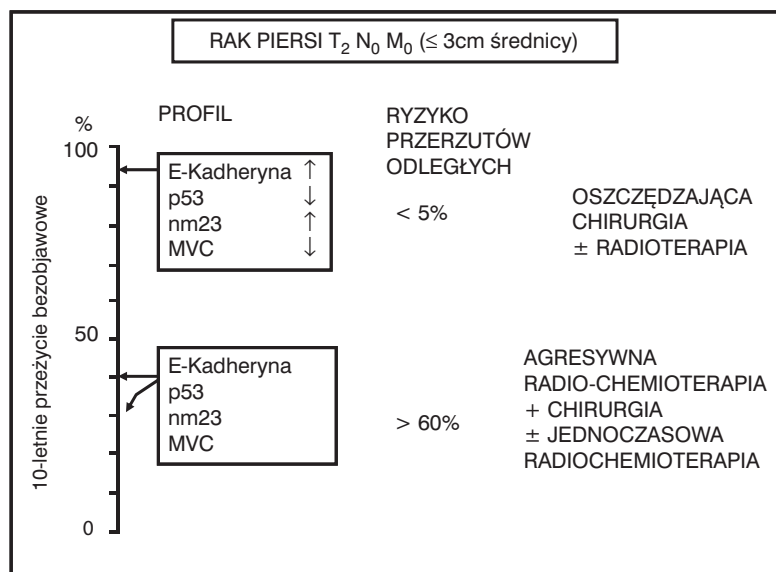 RAK PIERSI T₂ N₀ M₀ (≤ 3cm średnicy)
PROFIL
RYZYKO
PRZERZUTÓW
ODLEGŁYCH
%
100
50
0
10-letnie przeżycie bezobjawowe
E-Kadheryna ↑
p53 ↓
nm23 ↑
MVC ↓
< 5%
OSZCZĘDZAJĄCA
CHIRURGIA
± RADIOTERAPIA
E-Kadheryna
p53
nm23
MVC
> 60%
AGRESYWNA
RADIO-CHEMIOTERAPIA
+ CHIRURGIA
± JEDNOCZASOWA
RADIOCHEMIOTERAPIA